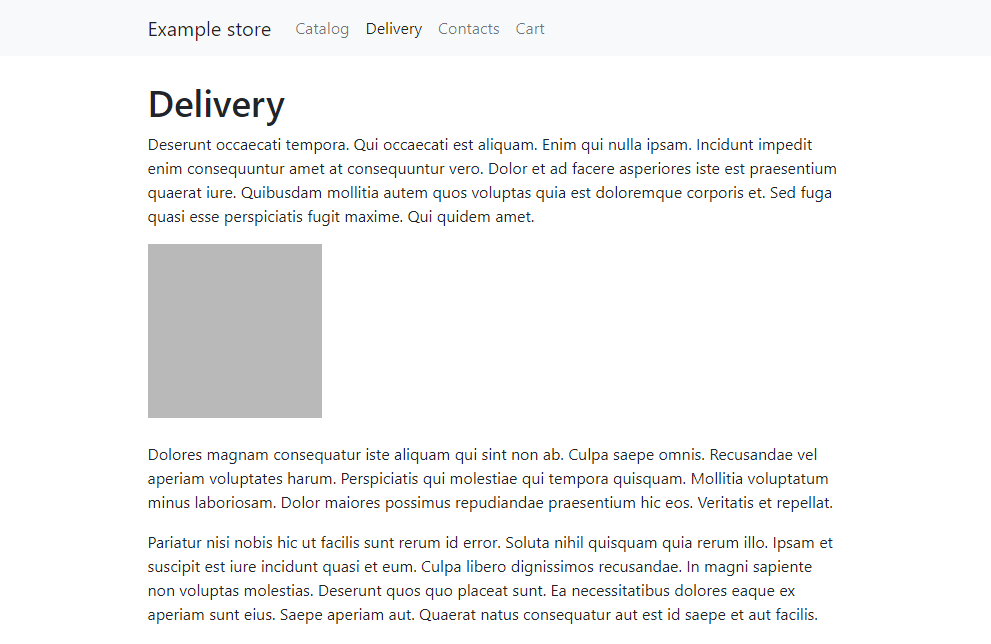 Example store Catalog Delivery Contacts Cart
Delivery
Deserunt occaecati tempora. Qui occaecati est aliquam. Enim qui nulla ipsam. Incidunt impedit
enim consequuntur amet at consequuntur vero. Dolor et ad facere asperiores iste est praesentium
quaerat iure. Quibusdam mollitia autem quos voluptas quia est doloremque corporis et. Sed fuga
quasi esse perspiciatis fugit maxime. Qui quidem amet.
Dolores magnam consequatur iste aliquam qui sint non ab. Culpa saepe omnis. Recusandae vel
aperiam voluptates harum. Perspiciatis qui molestiae qui tempora quisquam. Mollitia voluptatum
minus laboriosam. Dolor maiores possimus repudiandae praesentium hic eos. Veritatis et repellat.
Pariatur nisi nobis hic ut facilis sunt rerum id error. Soluta nihil quisquam quia rerum illo. Ipsam et
suscipit est iure incidunt quasi et eum. Culpa libero dignissimos recusandae. In magni sapiente
non voluptas molestias. Deserunt quos quo placeat sunt. Ea necessitatibus dolores eaque ex
aperiam sunt eius. Saepe aperiam aut. Quaerat natus consequatur aut est id saepe et aut facilis.